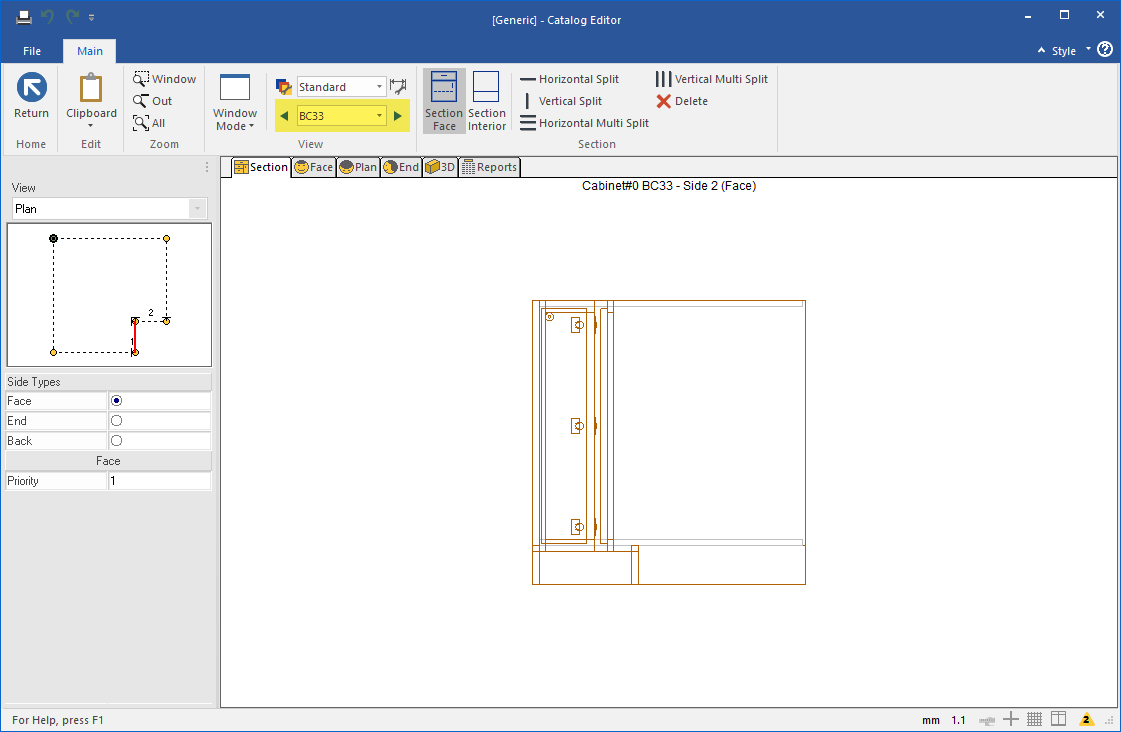 [Generic] - Catalog Editor
File
Main
Style
Return
Home
Clipboard
Edit
Window
Out
All
Zoom
Window
Mode
Standard
BC33
View
Section
Face
Section
Interior
Horizontal Split
Vertical Split
Horizontal Multi Split
Vertical Multi Split
Delete
Section
View
Plan
2
1
Side Types
Face
End
Back
Face
Priority 1
Section Face Plan End 3D Reports
Cabinet#0 BC33 - Side 2 (Face)
For Help, press F1
mm 1.1 2